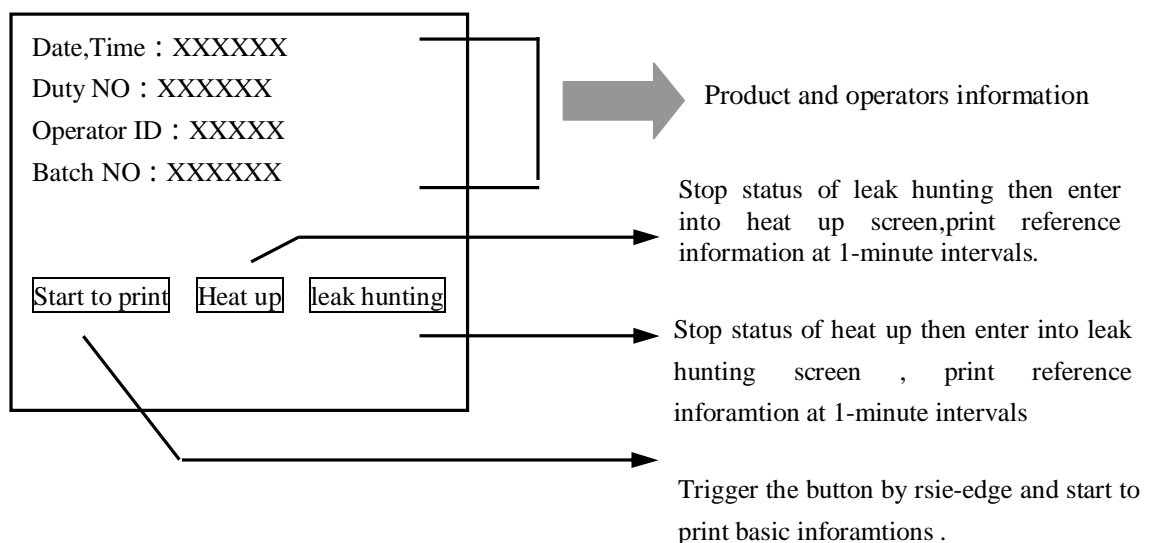 Date,Time：XXXXXX
Duty NO：XXXXXX
Operator ID：XXXXX
Batch NO：XXXXXX
Start to print
Heat up
leak hunting
Product and operators information
Stop status of leak hunting then enter
into heat up screen,print reference
information at 1-minute intervals.
Stop status of heat up then enter into leak
hunting screen , print reference
inforamtion at 1-minute intervals
Trigger the button by rsie-edge and start to
print basic inforamtions .